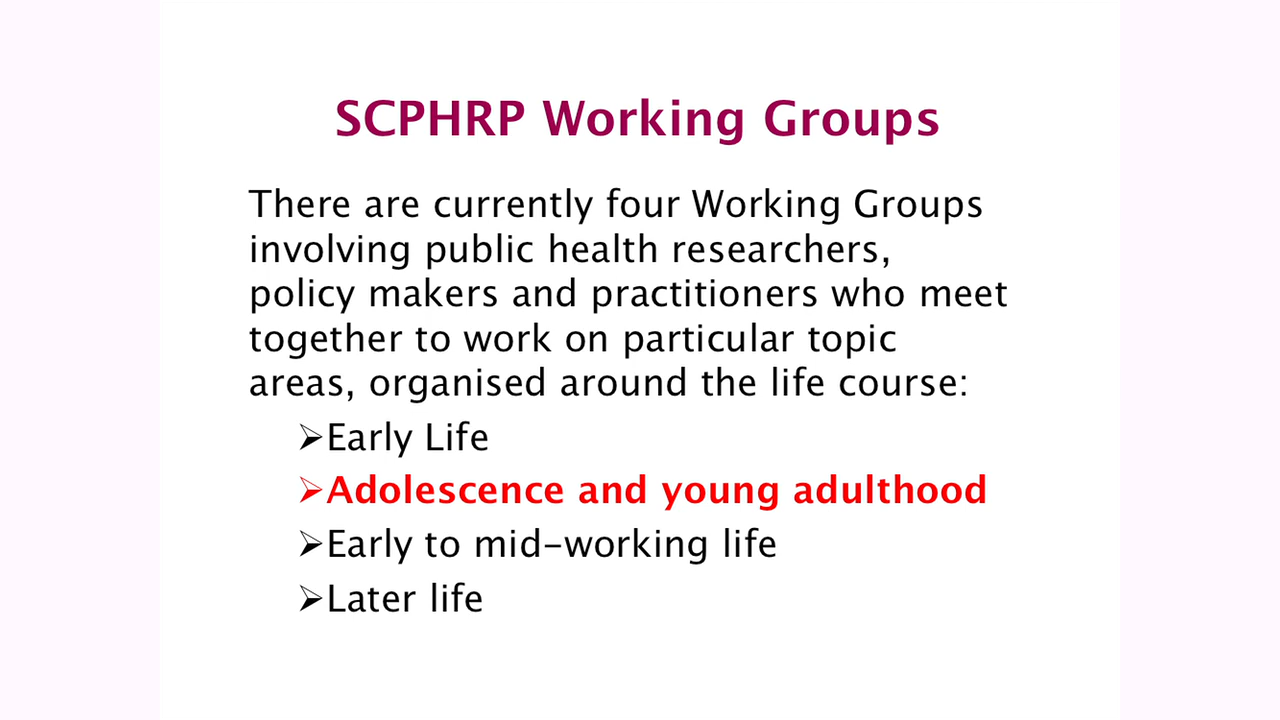 SCPHRP Working Groups
There are currently four Working Groups
involving public health researchers,
policy makers and practitioners who meet
together to work on particular topic
areas, organised around the life course:
➢Early Life
➢Adolescence and young adulthood
➢Early to mid–working life
➢Later life